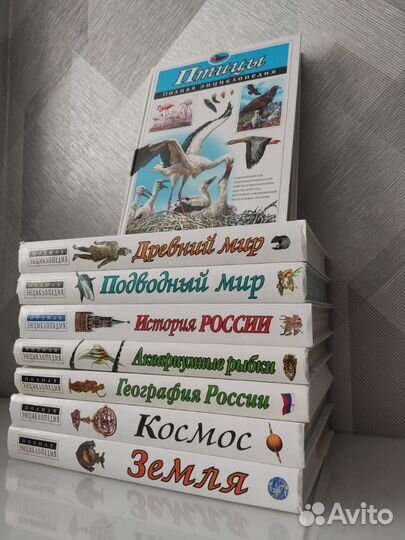 Птицы
ПОЛНАЯ ЭНЦИКЛОПЕДИЯ
ПОЛНАЯ
ЭНЦИКЛОПЕДИЯ
Древний мир
ПОЛНАЯ
ЭНЦИКЛОПЕДИЯ
Подводный мир
ПОЛНАЯ
ЭНЦИКЛОПЕДИЯ
История РОССИИ
ПОЛНАЯ
ЭНЦИКЛОПЕДИЯ
Аквариумные рыбки
ПОЛНАЯ
ЭНЦИКЛОПЕДИЯ
География России
ПОЛНАЯ
ЭНЦИКЛОПЕДИЯ
Космос
ПОЛНАЯ
ЭНЦИКЛОПЕДИЯ
Земля
Avito